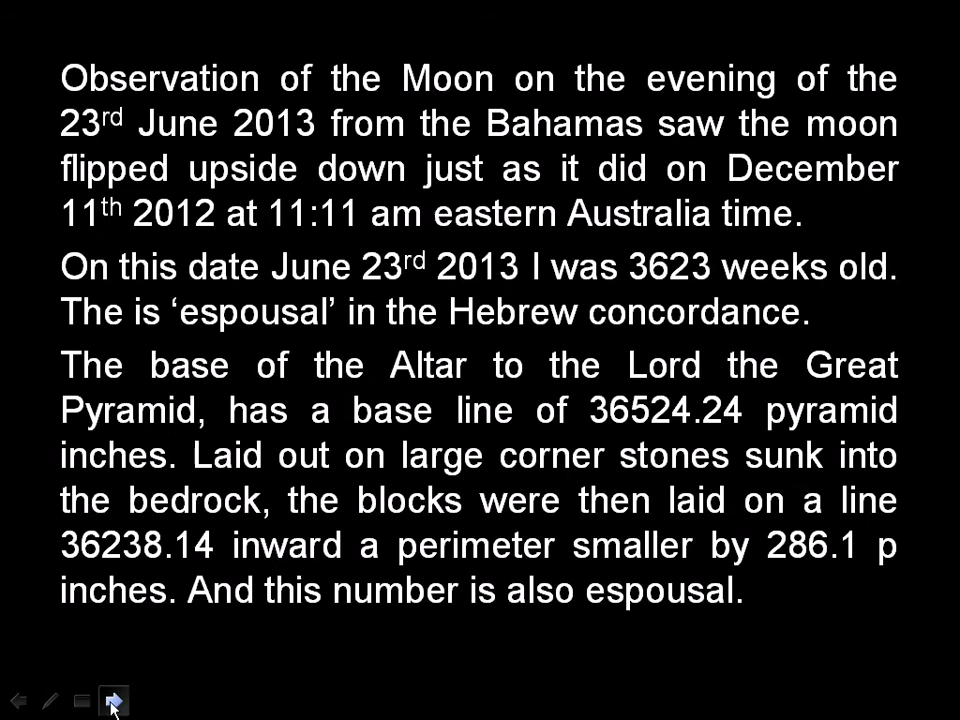 Observation of the Moon on the evening of the
23rd June 2013 from the Bahamas saw the moon
flipped upside down just as it did on December
11th 2012 at 11:11 am eastern Australia time.
On this date June 23rd 2013 I was 3623 weeks old.
The is ‘espousal’ in the Hebrew concordance.
The base of the Altar to the Lord the Great
Pyramid, has a base line of 36524.24 pyramid
inches. Laid out on large corner stones sunk into
the bedrock, the blocks were then laid on a line
36238.14 inward a perimeter smaller by 286.1 p
inches. And this number is also espousal.